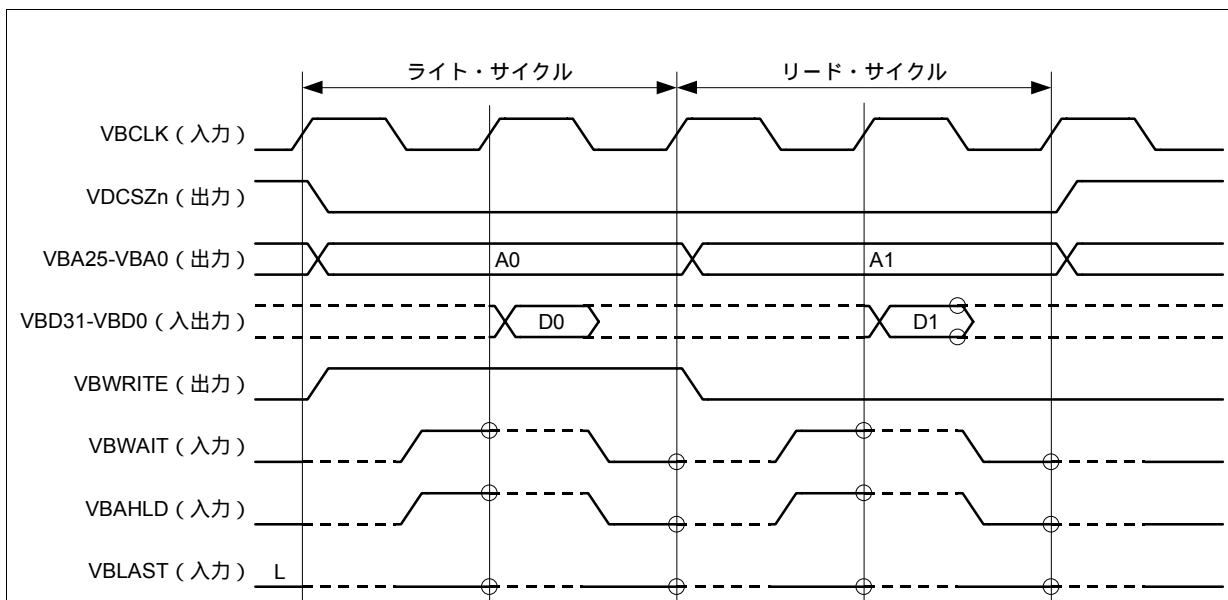 ライト・サイクル
リード・サイクル
VBCLK（入力）
VDCSZn（出力）
VBA25-VBA0（出力） A0 A1
VBD31-VBD0（入出力） D0 D1
VBWRITE（出力）
VBWAIT（入力）
VBAHLD（入力）
VBLAST（入力） L